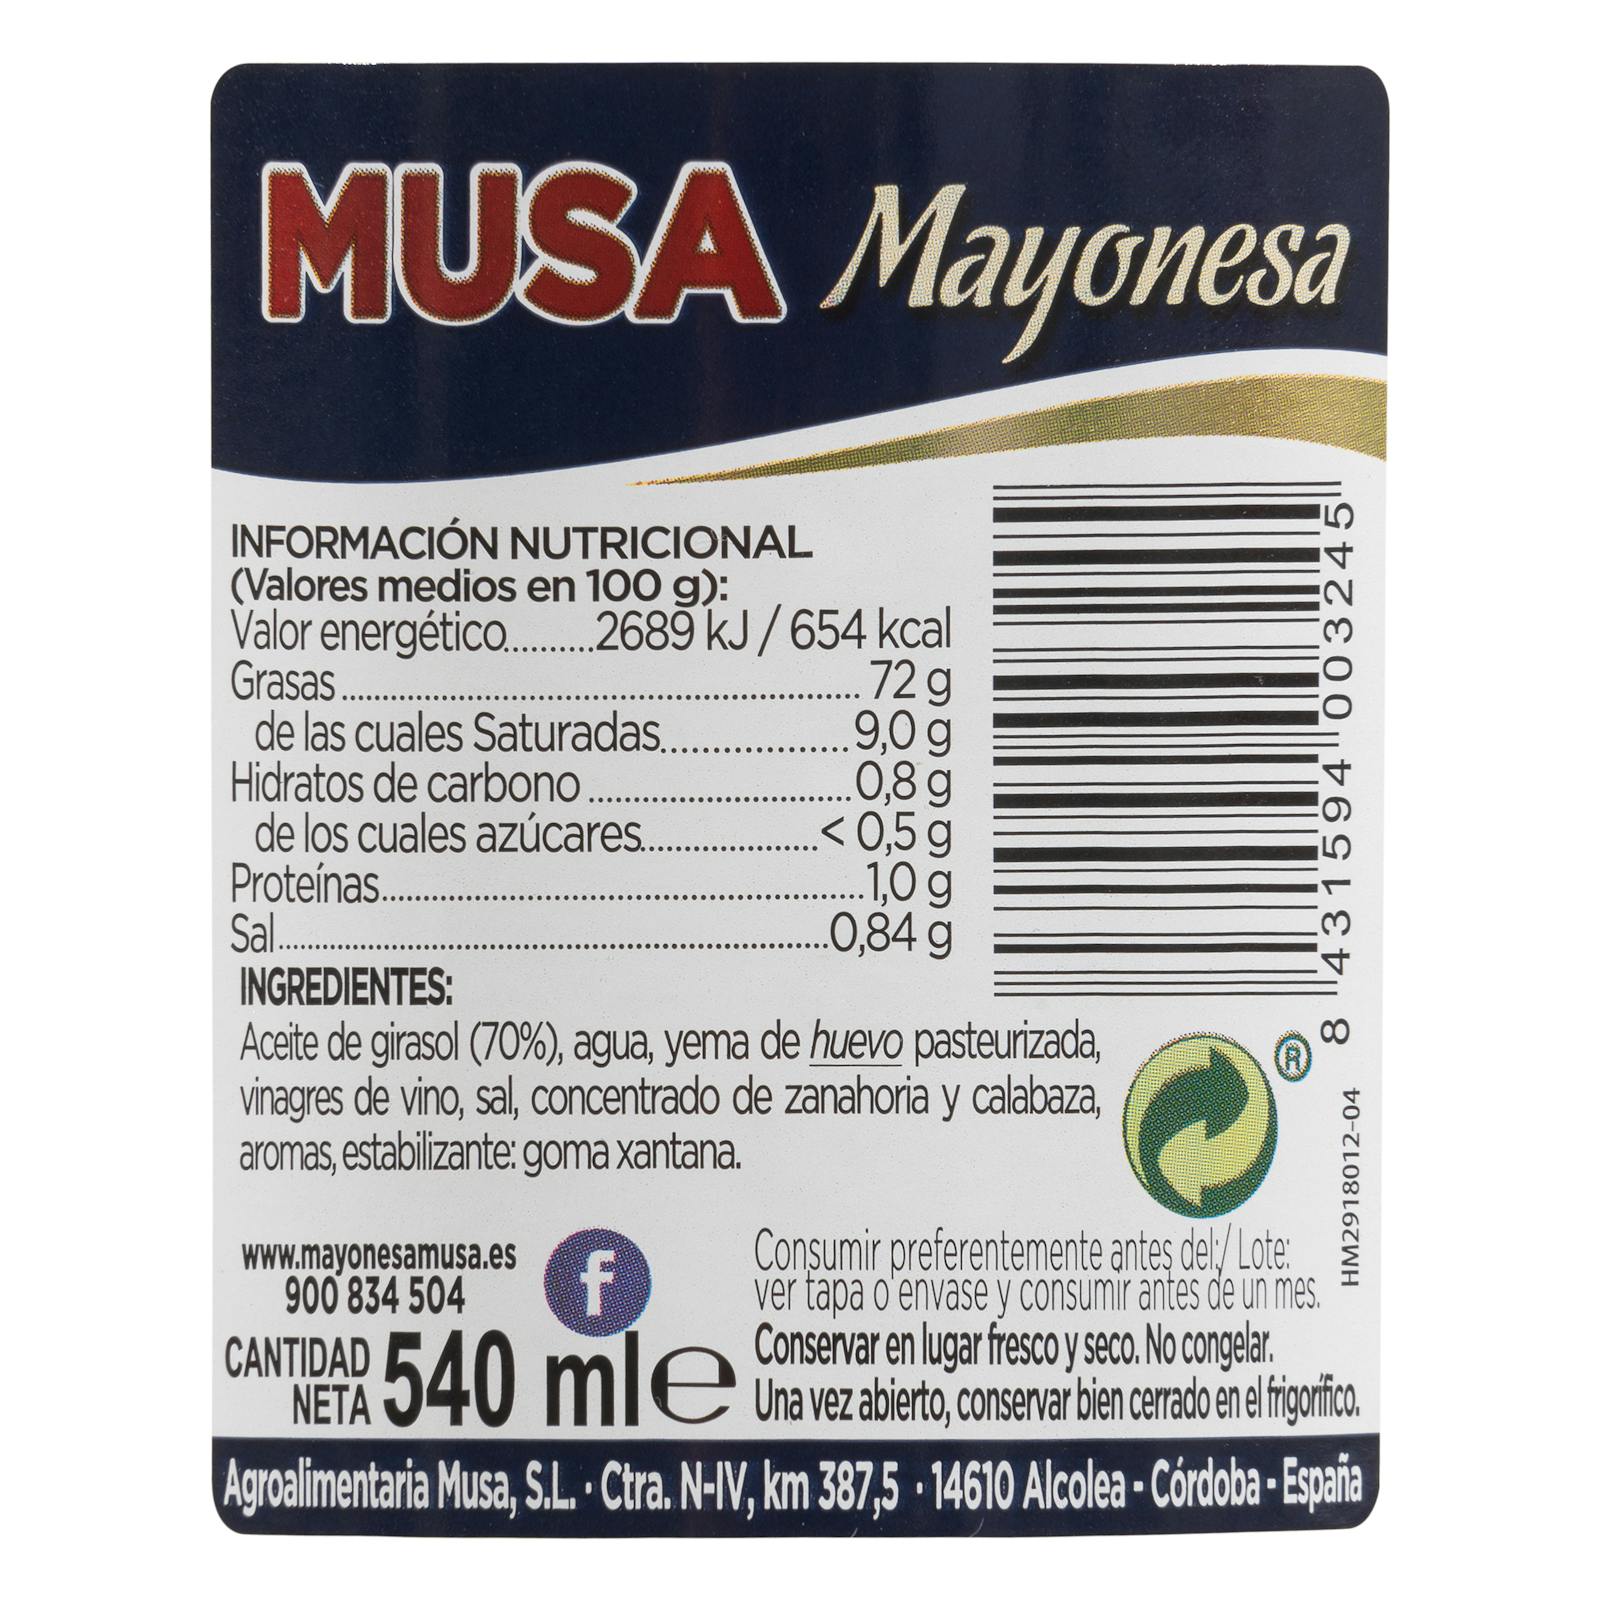 MUSA Mayonesa
INFORMACIÓN NUTRICIONAL
(Valores medios en 100 g):
Valor energético.........2689 kJ / 654 kcal
Grasas ................................................... 72 g
de las cuales Saturadas.................. 9,0 g
Hidratos de carbono .......................... 0,8 g
de los cuales azúcares.................. < 0,5 g
Proteínas................................................ 1,0 g
Sal....................................................... 0,84 g
INGREDIENTES:
Aceite de girasol (70%), agua, yema de huevo pasteurizada,
vinagres de vino, sal, concentrado de zanahoria y calabaza,
aromas, estabilizante: goma xantana.
8 431594 003245
®
HM2918012-04
www.mayonesamusa.es
900 834 504
f
CANTIDAD
NETA 540 ml e
Consumir preferentemente antes del:/ Lote:
ver tapa o envase y consumir antes de un mes.
Conservar en lugar fresco y seco. No congelar.
Una vez abierto, conservar bien cerrado en el frigorífico.
Agroalimentaria Musa, S.L. · Ctra. N-IV, km 387,5 · 14610 Alcolea - Córdoba - España